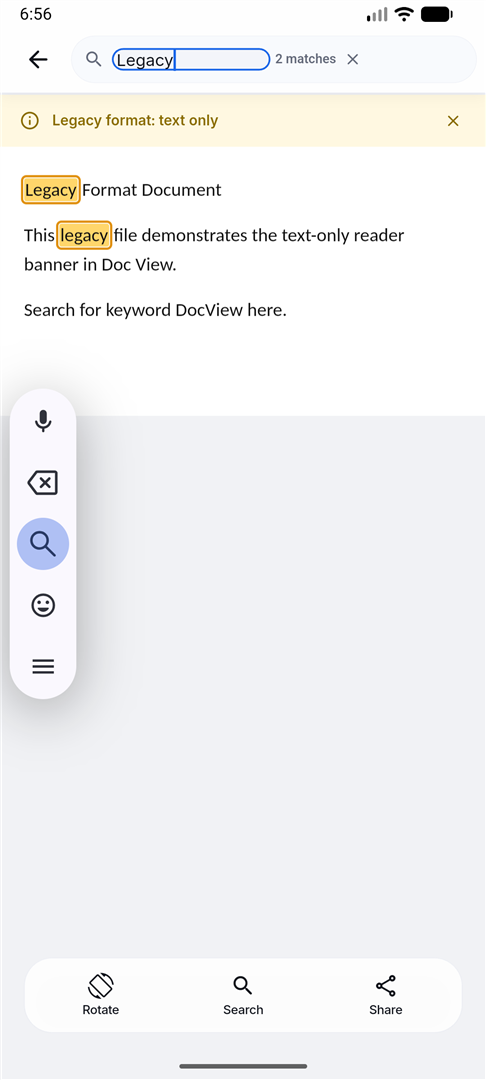 6:56
Legacy 2 matches
Legacy format: text only
Legacy Format Document
This legacy file demonstrates the text-only reader
banner in Doc View.
Search for keyword DocView here.
Rotate Search Share